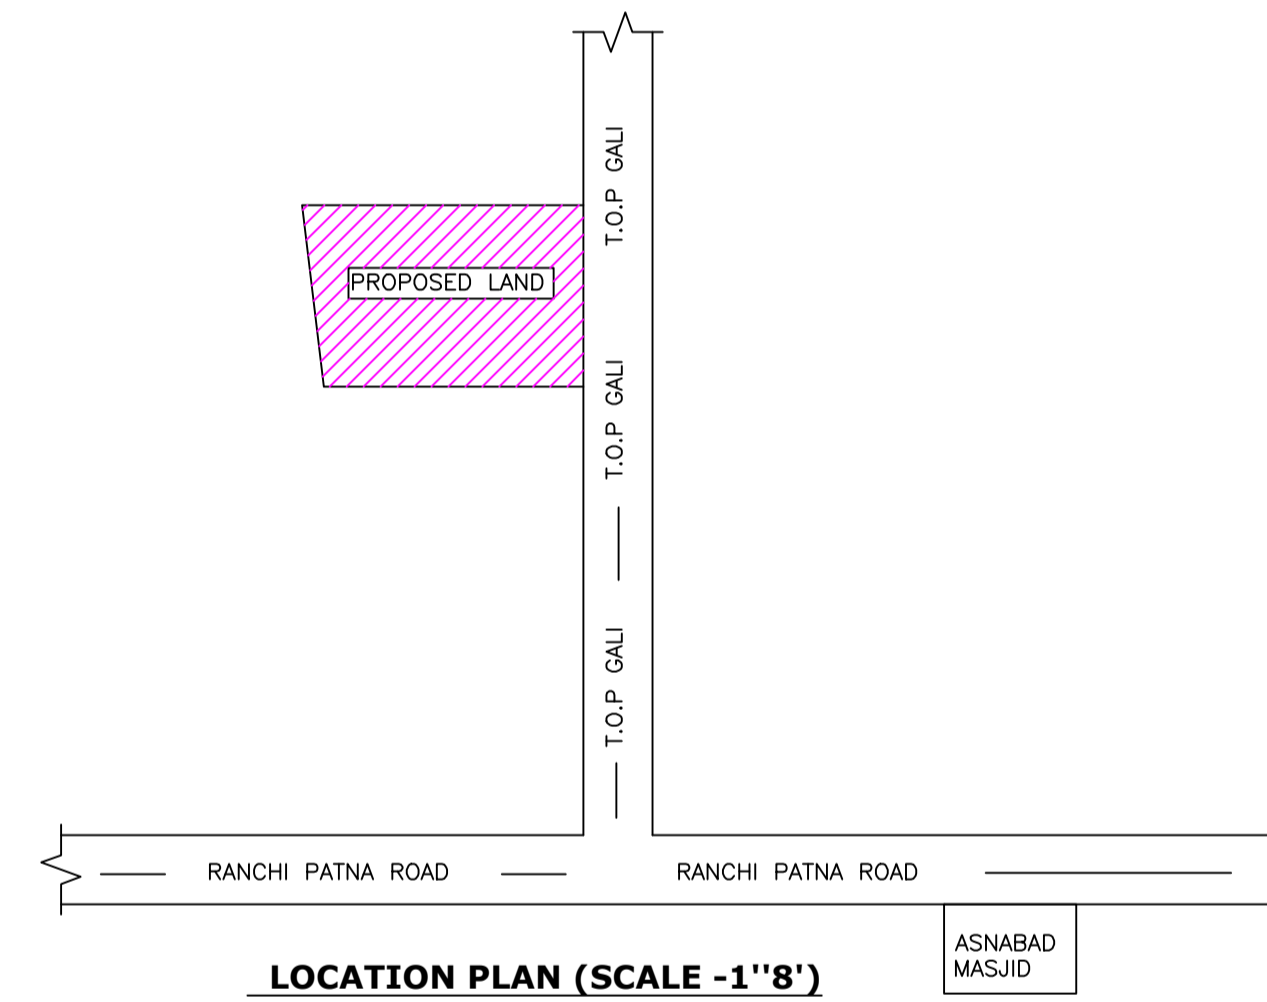 T.O.P GALI
PROPOSED LAND
T.O.P GALI
T.O.P GALI
RANCHI PATNA ROAD
RANCHI PATNA ROAD
ASNABAD
MASJID
LOCATION PLAN (SCALE -1''8')